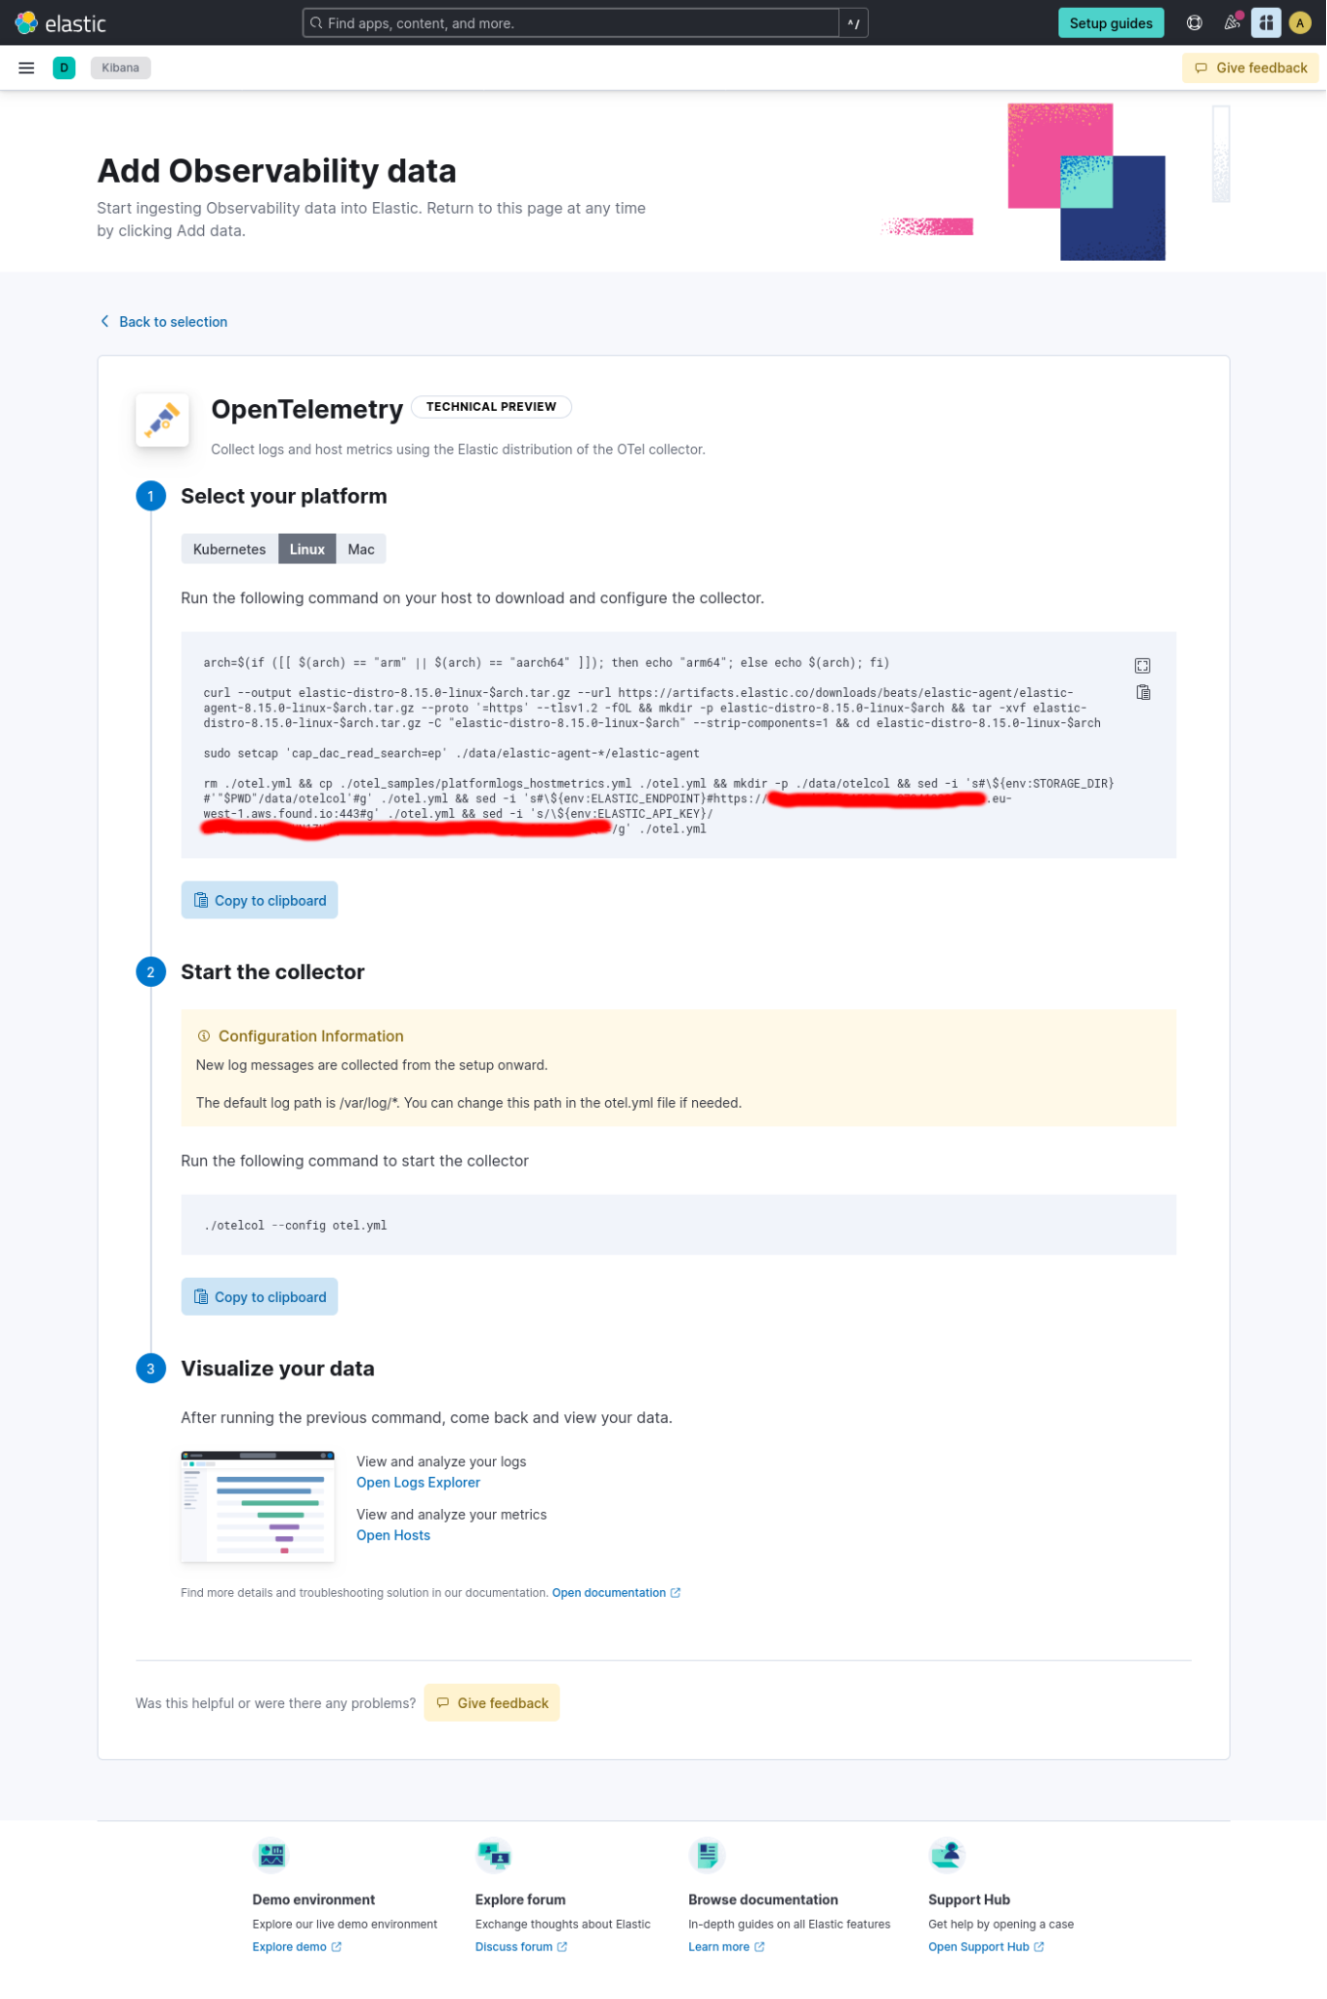 elastic
Find apps, content, and more.
^/
Setup guides
A
D
Kibana
Give feedback
Add Observability data
Start ingesting Observability data into Elastic. Return to this page at any time
by clicking Add data.
Back to selection
OpenTelemetry
TECHNICAL PREVIEW
Collect logs and host metrics using the Elastic distribution of the OTel collector.
1
Select your platform
Kubernetes
Linux
Mac
Run the following command on your host to download and configure the collector.
arch=$(if ([[ $(arch) == "arm" || $(arch) == "aarch64" ]]); then echo "arm64"; else echo $(arch); fi)
curl --output elastic-distro-8.15.0-linux-$arch.tar.gz --url https://artifacts.elastic.co/downloads/beats/elastic-agent/elastic-
agent-8.15.0-linux-$arch.tar.gz --proto '=https' --tlsv1.2 -fOL && mkdir -p elastic-distro-8.15.0-linux-$arch && tar -xvf elastic-
distro-8.15.0-linux-$arch.tar.gz -C "elastic-distro-8.15.0-linux-$arch" --strip-components=1 && cd elastic-distro-8.15.0-linux-$arch
sudo setcap 'cap_dac_read_search=ep' ./data/elastic-agent-*/elastic-agent
rm ./otel.yml && cp ./otel_samples/platformlogs_hostmetrics.yml ./otel.yml && mkdir -p ./data/otelcol && sed -i 's#\${env:STORAGE_DIR}
#'"$PWD"/data/otelcol'#g' ./otel.yml && sed -i 's#\${env:ELASTIC_ENDPOINT}#https:// .eu-
west-1.aws.found.io:443#g' ./otel.yml && sed -i 's/\${env:ELASTIC_API_KEY}/
/g' ./otel.yml
Copy to clipboard
2
Start the collector
Configuration Information
New log messages are collected from the setup onward.
The default log path is /var/log/*. You can change this path in the otel.yml file if needed.
Run the following command to start the collector
./otelcol --config otel.yml
Copy to clipboard
3
Visualize your data
After running the previous command, come back and view your data.
View and analyze your logs
Open Logs Explorer
View and analyze your metrics
Open Hosts
Find more details and troubleshooting solution in our documentation. Open documentation
Was this helpful or were there any problems?
Give feedback
Demo environment
Explore our live demo environment
Explore demo
Explore forum
Exchange thoughts about Elastic
Discuss forum
Browse documentation
In-depth guides on all Elastic features
Learn more
Support Hub
Get help by opening a case
Open Support Hub